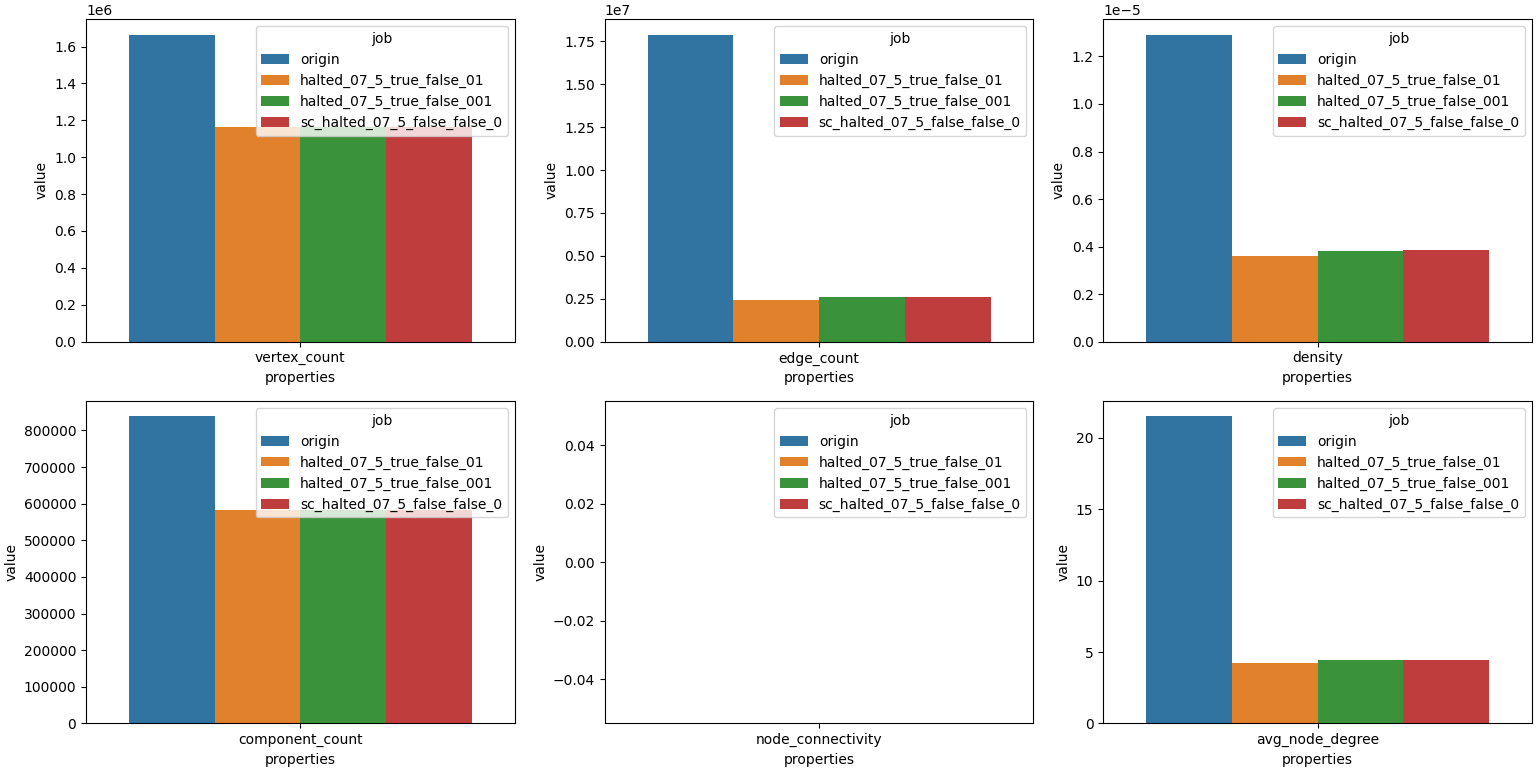 1e6
1.6
1.4
1.2
1.0
0.8
0.6
0.4
0.2
0.0
value
job
origin
halted_07_5_true_false_01
halted_07_5_true_false_001
sc_halted_07_5_false_false_0
vertex_count
properties
1e7
1.75
1.50
1.25
1.00
0.75
0.50
0.25
0.00
value
job
origin
halted_07_5_true_false_01
halted_07_5_true_false_001
sc_halted_07_5_false_false_0
edge_count
properties
1e−5
1.2
1.0
0.8
0.6
0.4
0.2
0.0
value
job
origin
halted_07_5_true_false_01
halted_07_5_true_false_001
sc_halted_07_5_false_false_0
density
properties
800000
700000
600000
500000
400000
300000
200000
100000
0
value
job
origin
halted_07_5_true_false_01
halted_07_5_true_false_001
sc_halted_07_5_false_false_0
component_count
properties
0.04
0.02
0.00
−0.02
−0.04
value
job
origin
halted_07_5_true_false_01
halted_07_5_true_false_001
sc_halted_07_5_false_false_0
node_connectivity
properties
20
15
10
5
0
value
job
origin
halted_07_5_true_false_01
halted_07_5_true_false_001
sc_halted_07_5_false_false_0
avg_node_degree
properties